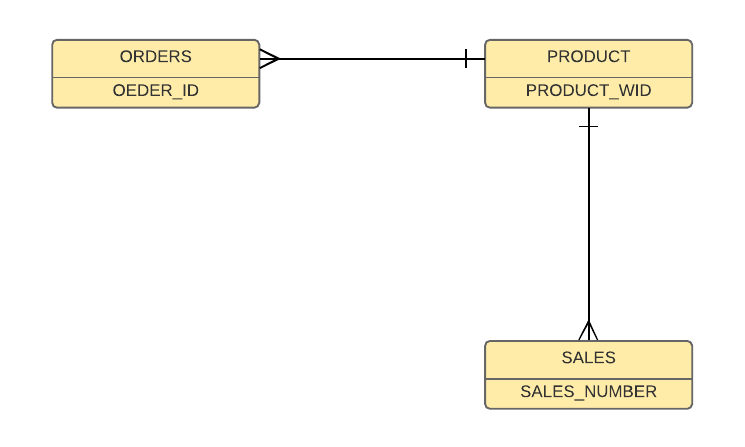 ORDERS
OEDER_ID
PRODUCT
PRODUCT_WID
SALES
SALES_NUMBER